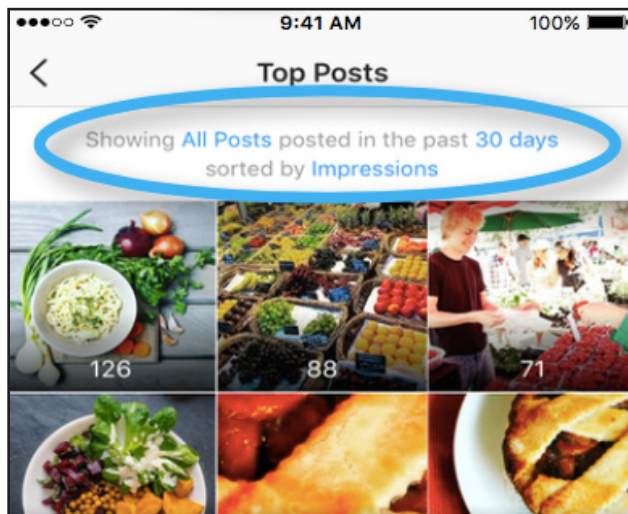 9:41 AM 100%
Top Posts
Showing All Posts posted in the past 30 days
sorted by Impressions
126 88 71